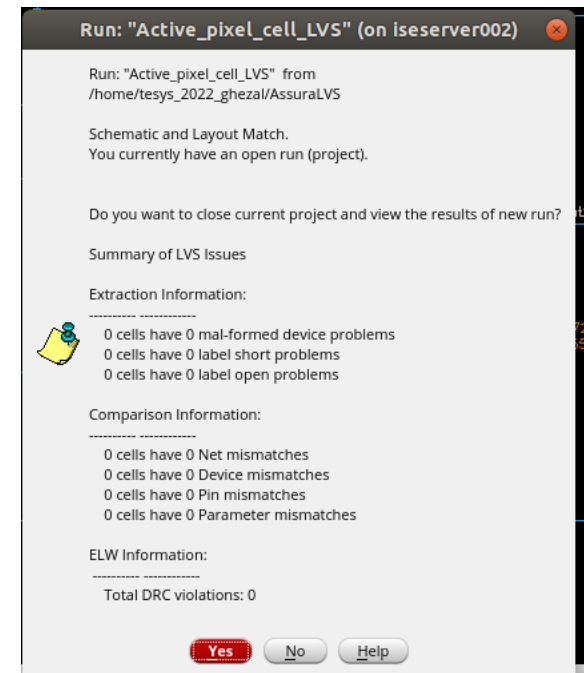 Run: "Active_pixel_cell_LVS" (on iseserver002)
Run: "Active_pixel_cell_LVS" from
/home/tesys_2022_ghezal/AssuraLVS
Schematic and Layout Match.
You currently have an open run (project).
Do you want to close current project and view the results of new run?
Summary of LVS Issues
Extraction Information:
---------- ------------
0 cells have 0 mal-formed device problems
0 cells have 0 label short problems
0 cells have 0 label open problems
Comparison Information:
---------- ------------
0 cells have 0 Net mismatches
0 cells have 0 Device mismatches
0 cells have 0 Pin mismatches
0 cells have 0 Parameter mismatches
ELW Information:
---------- ------------
Total DRC violations: 0
Yes No Help